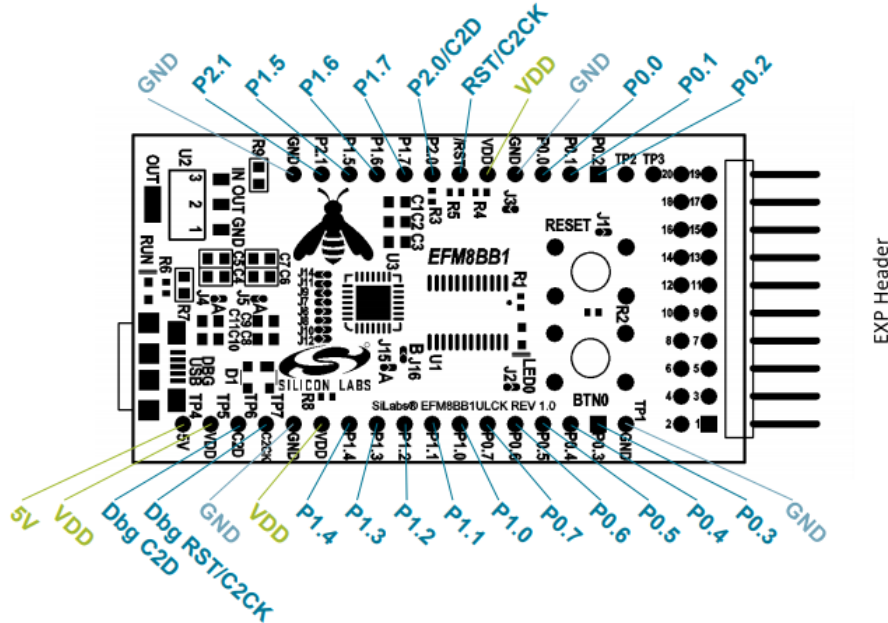 GND
P2.1
P1.5
P1.6
P1.7
P2.0/C2D
RST/C2CK
VDD
GND
P0.0
P0.1
P0.2
GND
P2.1
P1.5
P1.6
P1.7
P2.0
/RST
VDD
GND
P0.0
P0.1
P0.2
TP2 TP3
OUT
U2
3
2
1
IN OUT GND
R9
R3
R5
R4
J3
RESET
J1
20 19
18 17
16 15
14 13
12 11
10 9
8 7
6 5
4 3
2 1
EXP Header
C1 C2 C3
EFM8BB1
RUN
R6
R7
C5 C4
C7 C6
J4
A
J5
A
C11 C10
C9 C8
J14
J11
J10
J12
U3
R1
R2
J15
A
B
J16
U1
LED0
J2
BTN0
TP1
DBG
USB
D1
SILICON LABS
R8
SiLabs® EFM8BB1ULCK REV 1.0
TP4
TP5
TP6
TP7
5V
VDD
C2D
C2CK
GND
VDD
P1.4
P1.3
P1.2
P1.1
P1.0
P0.7
P0.6
P0.5
P0.4
P0.3
GND
5V
VDD
Dbg C2D
Dbg RST/C2CK
GND
VDD
P1.4
P1.3
P1.2
P1.1
P1.0
P0.7
P0.6
P0.5
P0.4
P0.3
GND